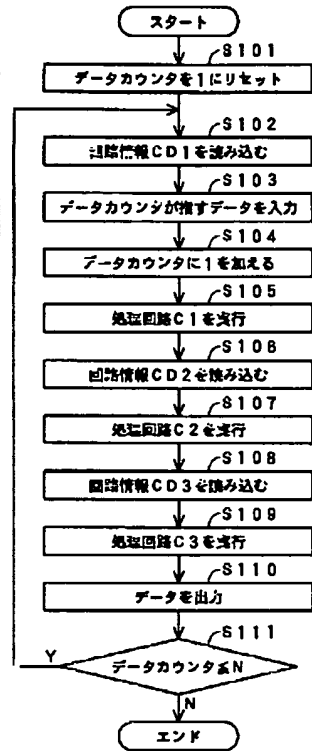 スタート
S101
データカウンタを1にリセット
S102
回路情報CD1を読み込む
S103
データカウンタが指すデータを入力
S104
データカウンタに1を加える
S105
処理回路C1を実行
S106
回路情報CD2を読み込む
S107
処理回路C2を実行
S108
回路情報CD3を読み込む
S109
処理回路C3を実行
S110
データを出力
S111
Y
データカウンタ≦N
N
エンド